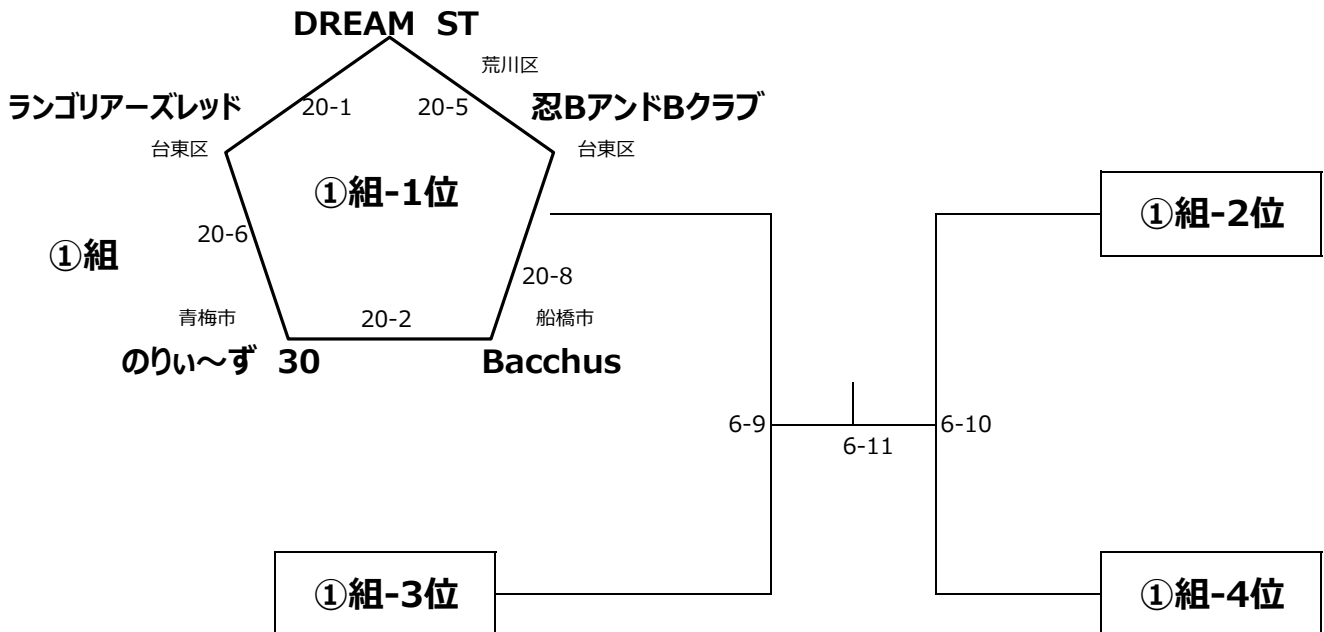 DREAM ST
荒川区
ランゴリアーズレッド
20-1
20-5
忍BアンドBクラブ
台東区
台東区
①組-1位
①組-2位
20-6
①組
20-8
青梅市
20-2
船橋市
のりぃ～ず 30
Bacchus
6-9
6-10
6-11
①組-3位
①組-4位